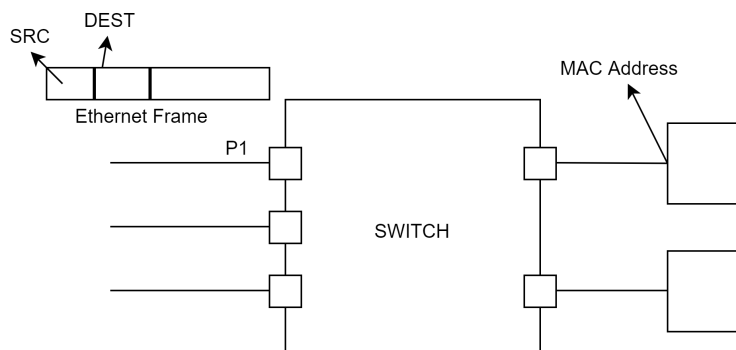 DEST
SRC
MAC Address
Ethernet Frame
P1
SWITCH